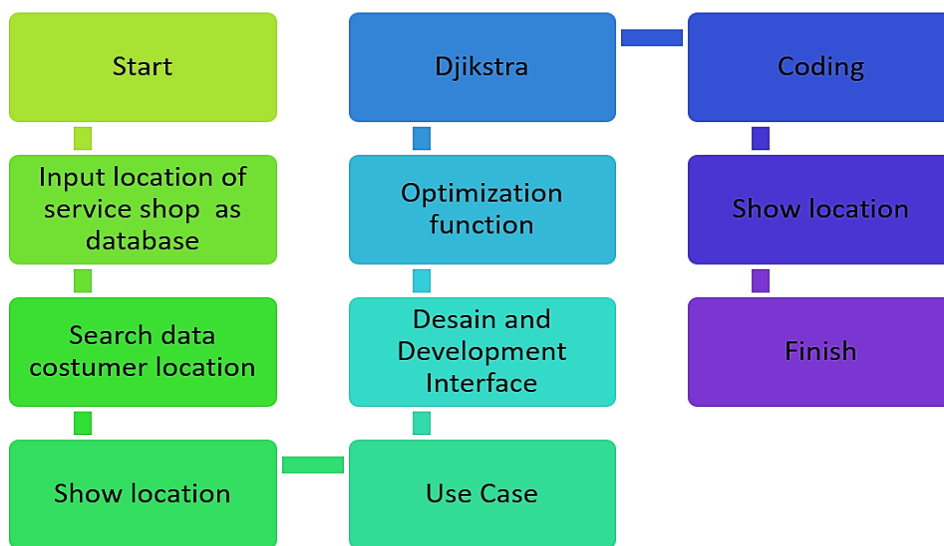 Start
Input location of
service shop as
database
Search data
costumer location
Show location
Use Case
Desain and
Development
Interface
Optimization
function
Djikstra
Coding
Show location
Finish